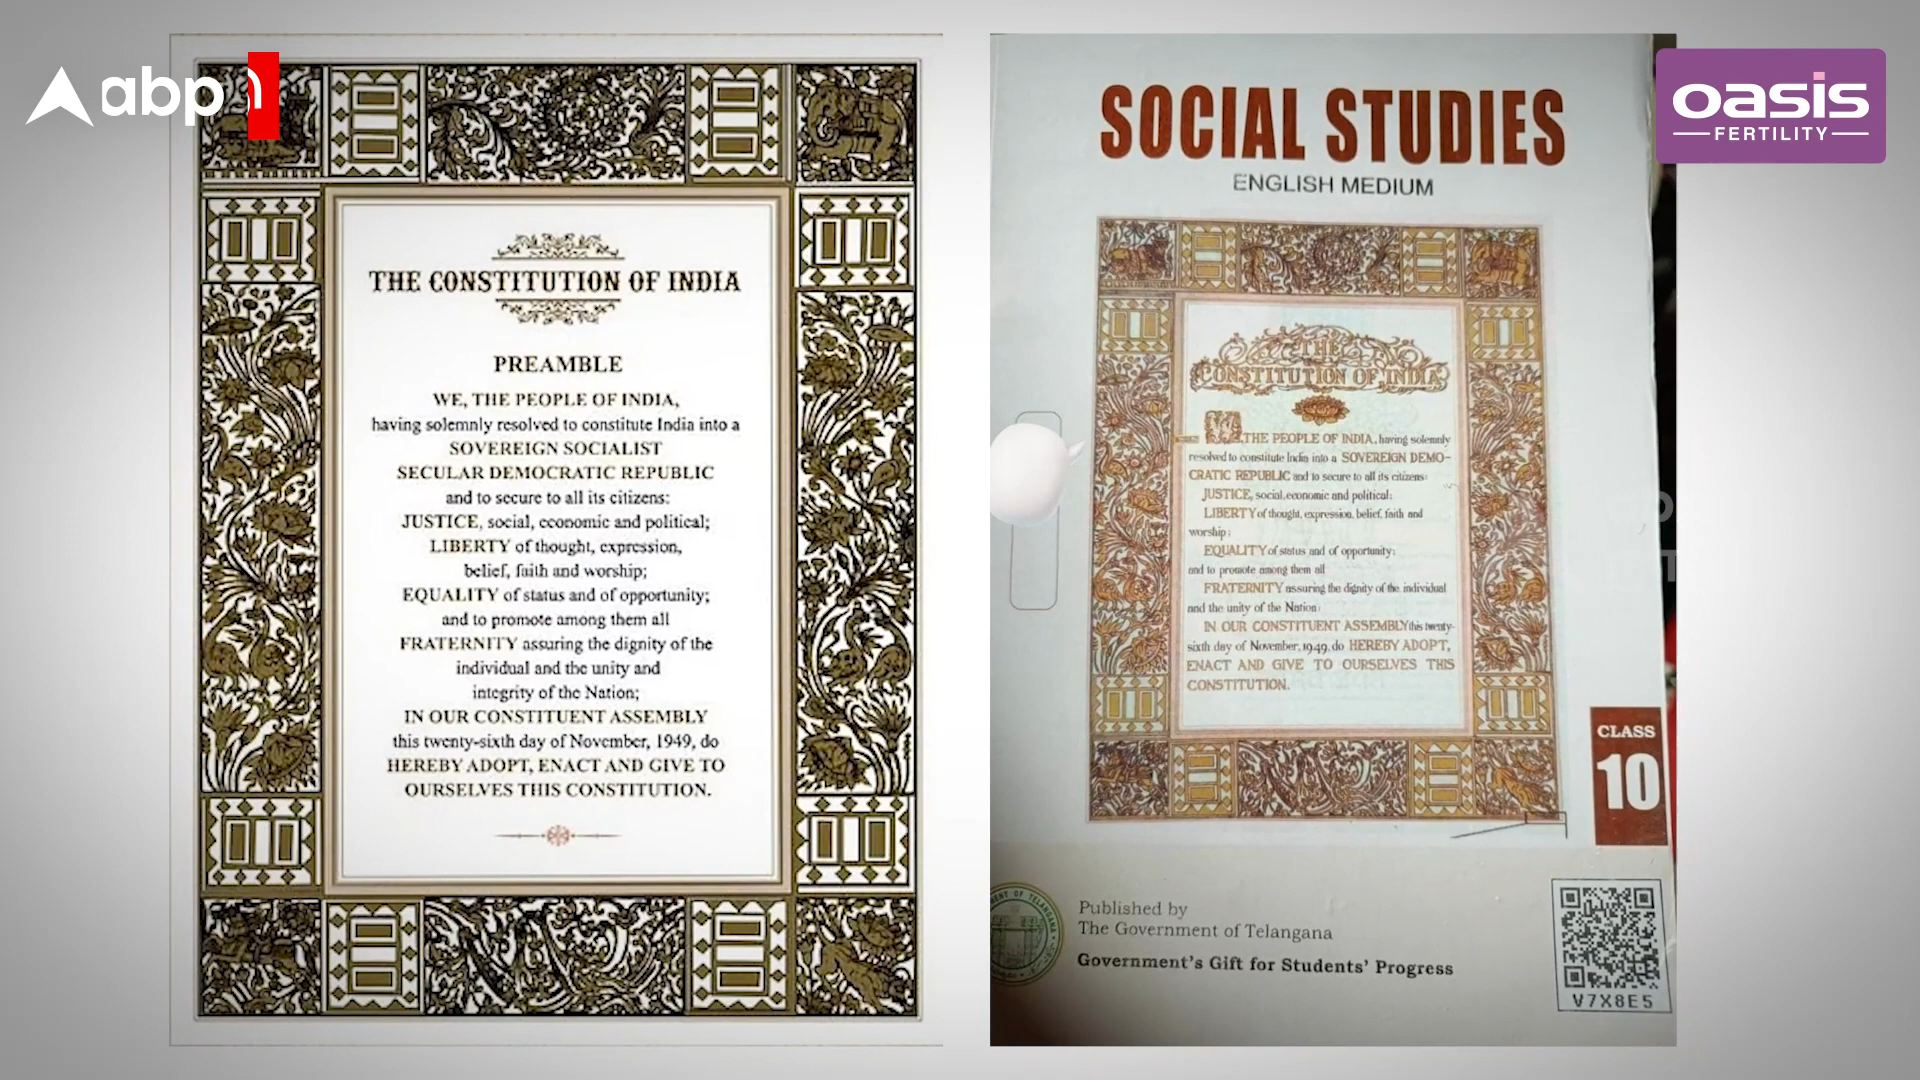 abp
oasis
FERTILITY
THE CONSTITUTION OF INDIA
PREAMBLE
WE, THE PEOPLE OF INDIA,
having solemnly resolved to constitute India into a
SOVEREIGN SOCIALIST
SECULAR DEMOCRATIC REPUBLIC
and to secure to all its citizens:
JUSTICE, social, economic and political;
LIBERTY of thought, expression,
belief, faith and worship;
EQUALITY of status and of opportunity;
and to promote among them all
FRATERNITY assuring the dignity of the
individual and the unity and
integrity of the Nation;
IN OUR CONSTITUENT ASSEMBLY
this twenty-sixth day of November, 1949, do
HEREBY ADOPT, ENACT AND GIVE TO
OURSELVES THIS CONSTITUTION.
SOCIAL STUDIES
ENGLISH MEDIUM
THE
CONSTITUTION OF INDIA
WE, THE PEOPLE OF INDIA, having solemnly
resolved to constitute India into a SOVEREIGN DEMO-
CRATIC REPUBLIC and to secure to all its citizens:
JUSTICE, social, economic and political;
LIBERTY of thought, expression, belief, faith and
worship;
EQUALITY of status and of opportunity;
and to promote among them all
FRATERNITY assuring the dignity of the individual
and the unity of the Nation;
IN OUR CONSTITUENT ASSEMBLY this twenty-
sixth day of November, 1949, do HEREBY ADOPT,
ENACT AND GIVE TO OURSELVES THIS
CONSTITUTION.
CLASS
10
Published by
The Government of Telangana
Government's Gift for Students' Progress
V7X8E5